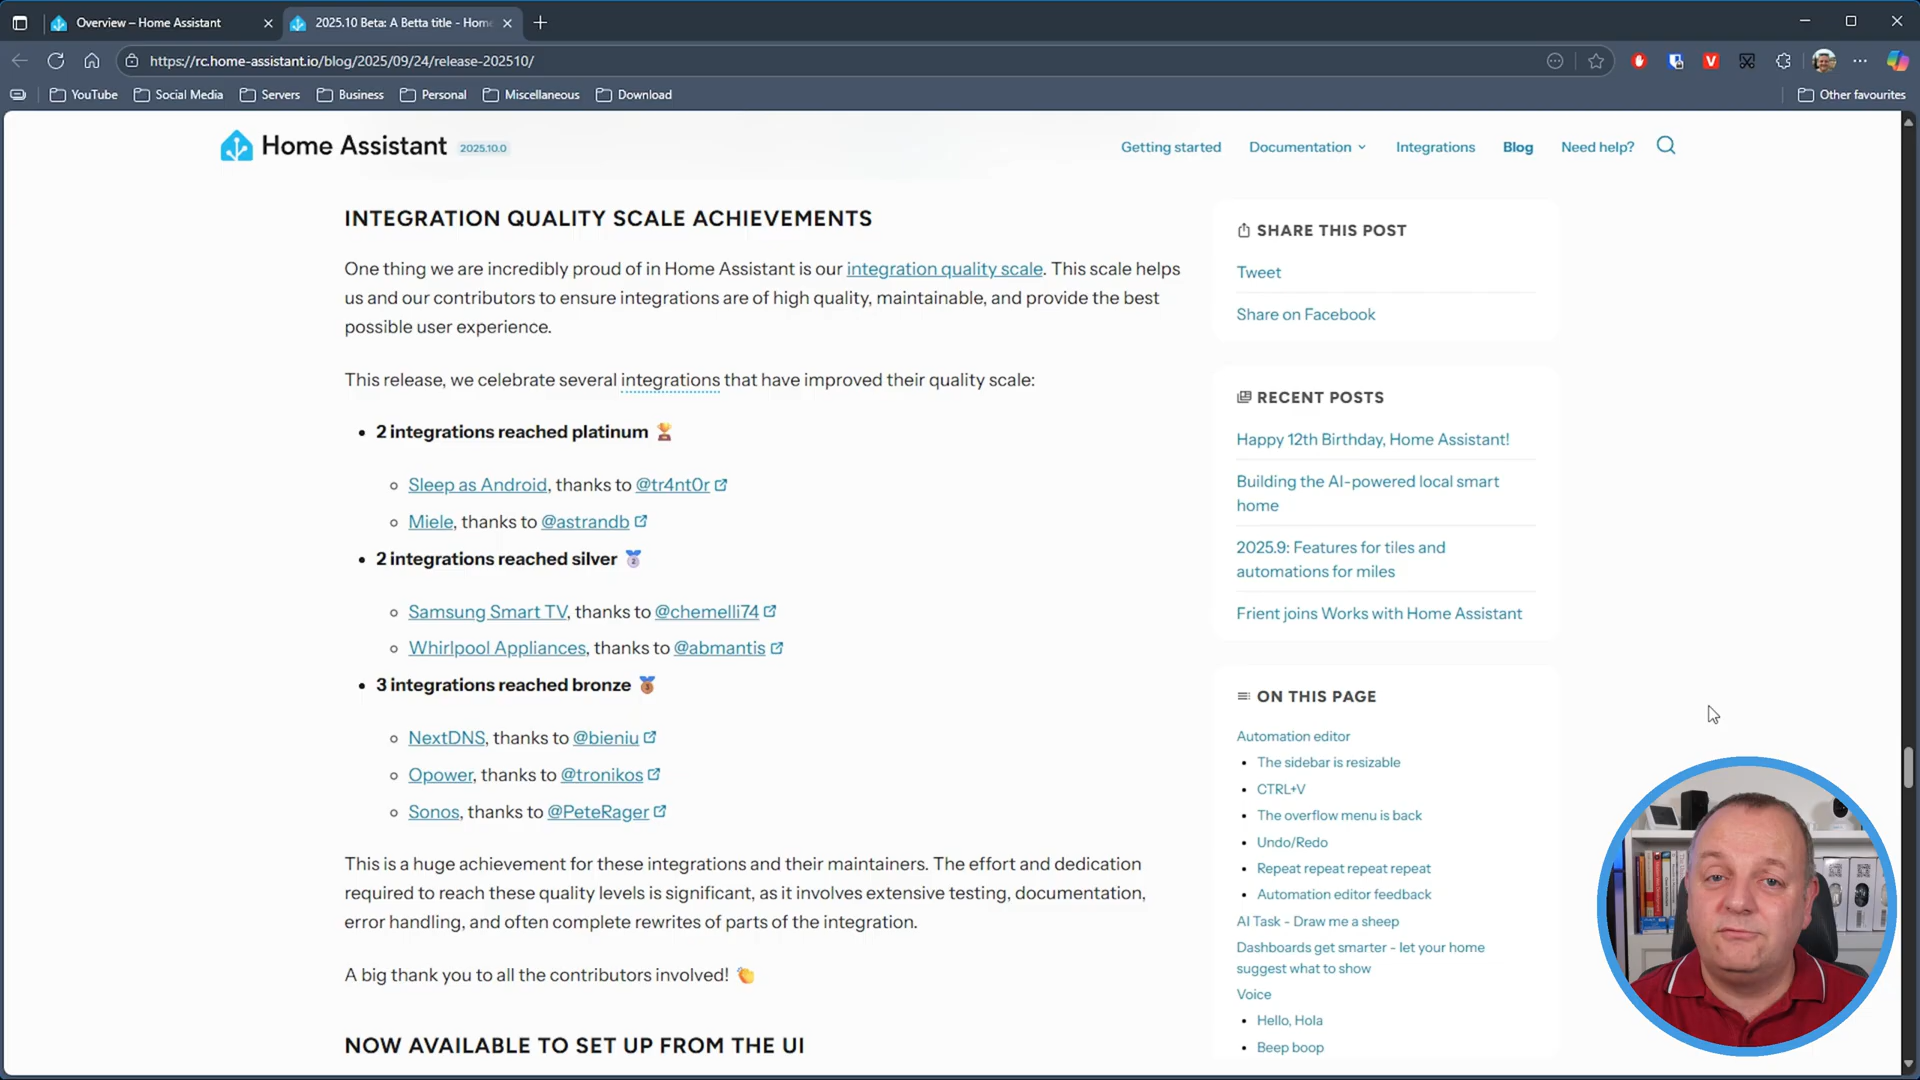 Overview – Home Assistant
2025.10 Beta: A Betta title - Home
https://rc.home-assistant.io/blog/2025/09/24/release-202510/
YouTube
Social Media
Servers
Business
Personal
Miscellaneous
Download
Other favourites
Home Assistant 2025.10.0
Getting started
Documentation
Integrations
Blog
Need help?
INTEGRATION QUALITY SCALE ACHIEVEMENTS
One thing we are incredibly proud of in Home Assistant is our integration quality scale. This scale helps
us and our contributors to ensure integrations are of high quality, maintainable, and provide the best
possible user experience.
This release, we celebrate several integrations that have improved their quality scale:
• 2 integrations reached platinum 🏆
Sleep as Android, thanks to @tr4nt0r
Miele, thanks to @astrandb
• 2 integrations reached silver 🥈
Samsung Smart TV, thanks to @chemelli74
Whirlpool Appliances, thanks to @abmantis
• 3 integrations reached bronze 🥉
NextDNS, thanks to @bieniu
Opower, thanks to @tronikos
Sonos, thanks to @PeteRager
This is a huge achievement for these integrations and their maintainers. The effort and dedication
required to reach these quality levels is significant, as it involves extensive testing, documentation,
error handling, and often complete rewrites of parts of the integration.
A big thank you to all the contributors involved! 👏
NOW AVAILABLE TO SET UP FROM THE UI
SHARE THIS POST
Tweet
Share on Facebook
RECENT POSTS
Happy 12th Birthday, Home Assistant!
Building the AI-powered local smart
home
2025.9: Features for tiles and
automations for miles
Frient joins Works with Home Assistant
ON THIS PAGE
Automation editor
• The sidebar is resizable
• CTRL+V
• The overflow menu is back
• Undo/Redo
• Repeat repeat repeat repeat
• Automation editor feedback
AI Task - Draw me a sheep
Dashboards get smarter - let your home
suggest what to show
Voice
• Hello, Hola
• Beep boop